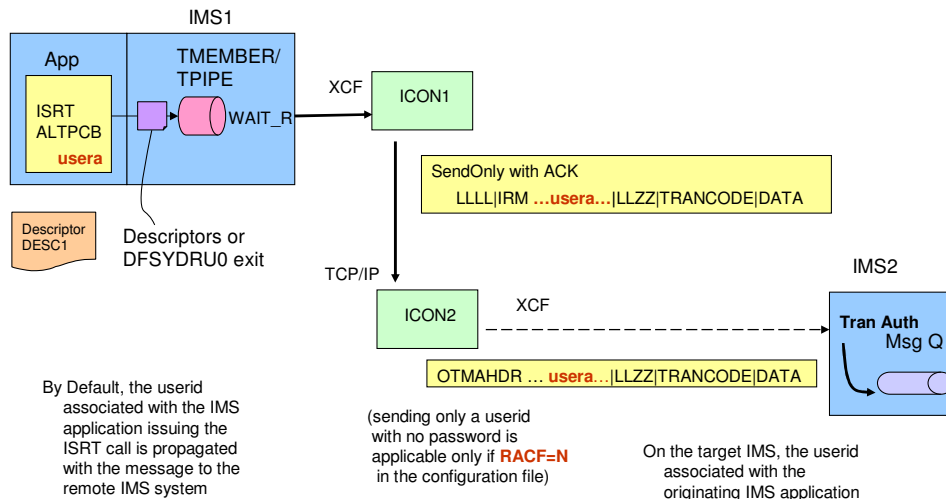 IMS1
App
TMEMBER/
TPIPE
ISRT
ALTPCB
usera
WAIT_R
XCF
ICON1
SendOnly with ACK
LLLL|IRM …usera…|LLZZ|TRANCODE|DATA
Descriptor
DESC1
Descriptors or
DFSYDRU0 exit
TCP/IP
ICON2
XCF
IMS2
Tran Auth
Msg Q
OTMAHDR … usera…|LLZZ|TRANCODE|DATA
By Default, the userid
associated with the IMS
application issuing the
ISRT call is propagated
with the message to the
remote IMS system
(sending only a userid
with no password is
applicable only if RACF=N
in the configuration file)
On the target IMS, the userid
associated with the
originating IMS application